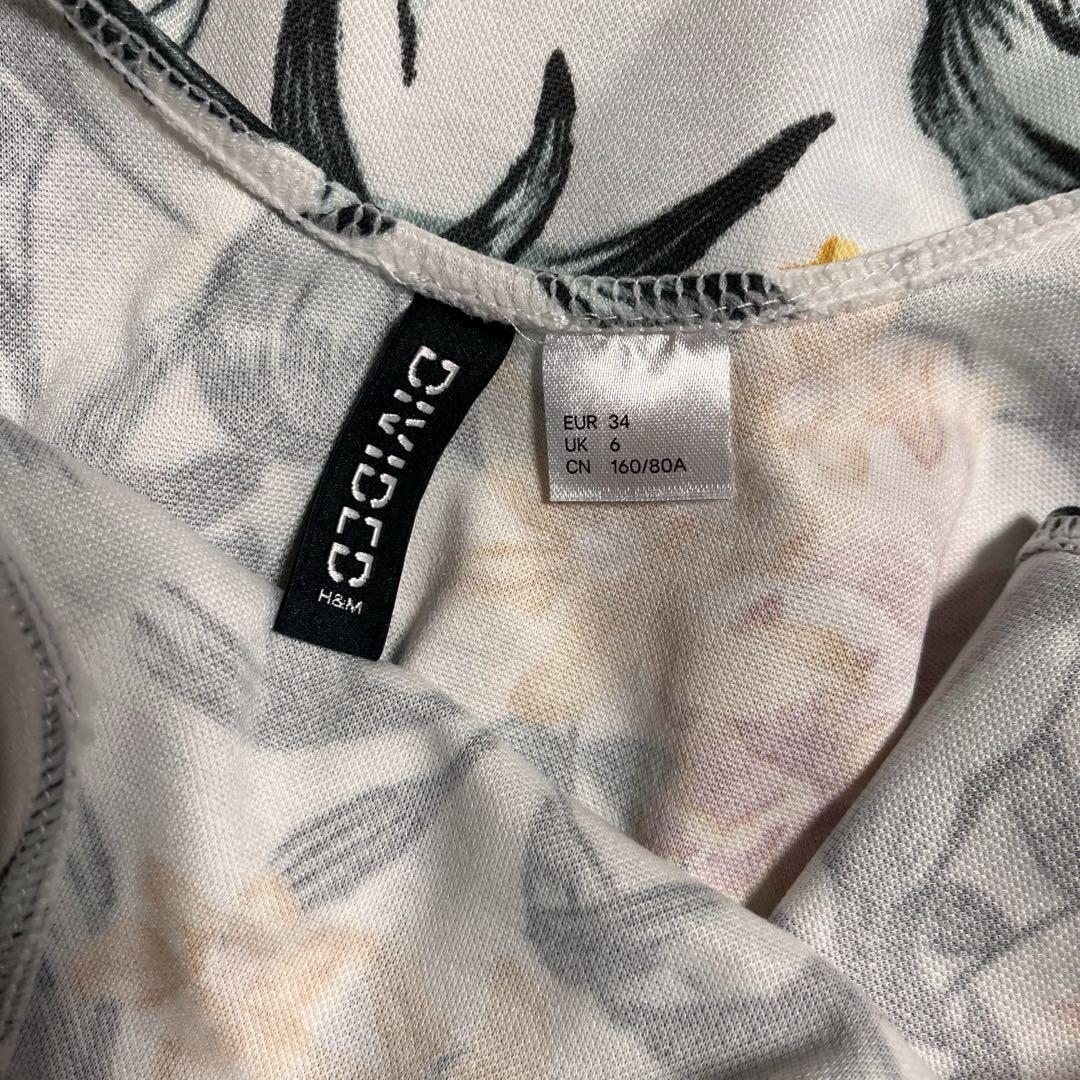 DIVIDED
H&M
EUR 34
UK 6
CN 160/80A